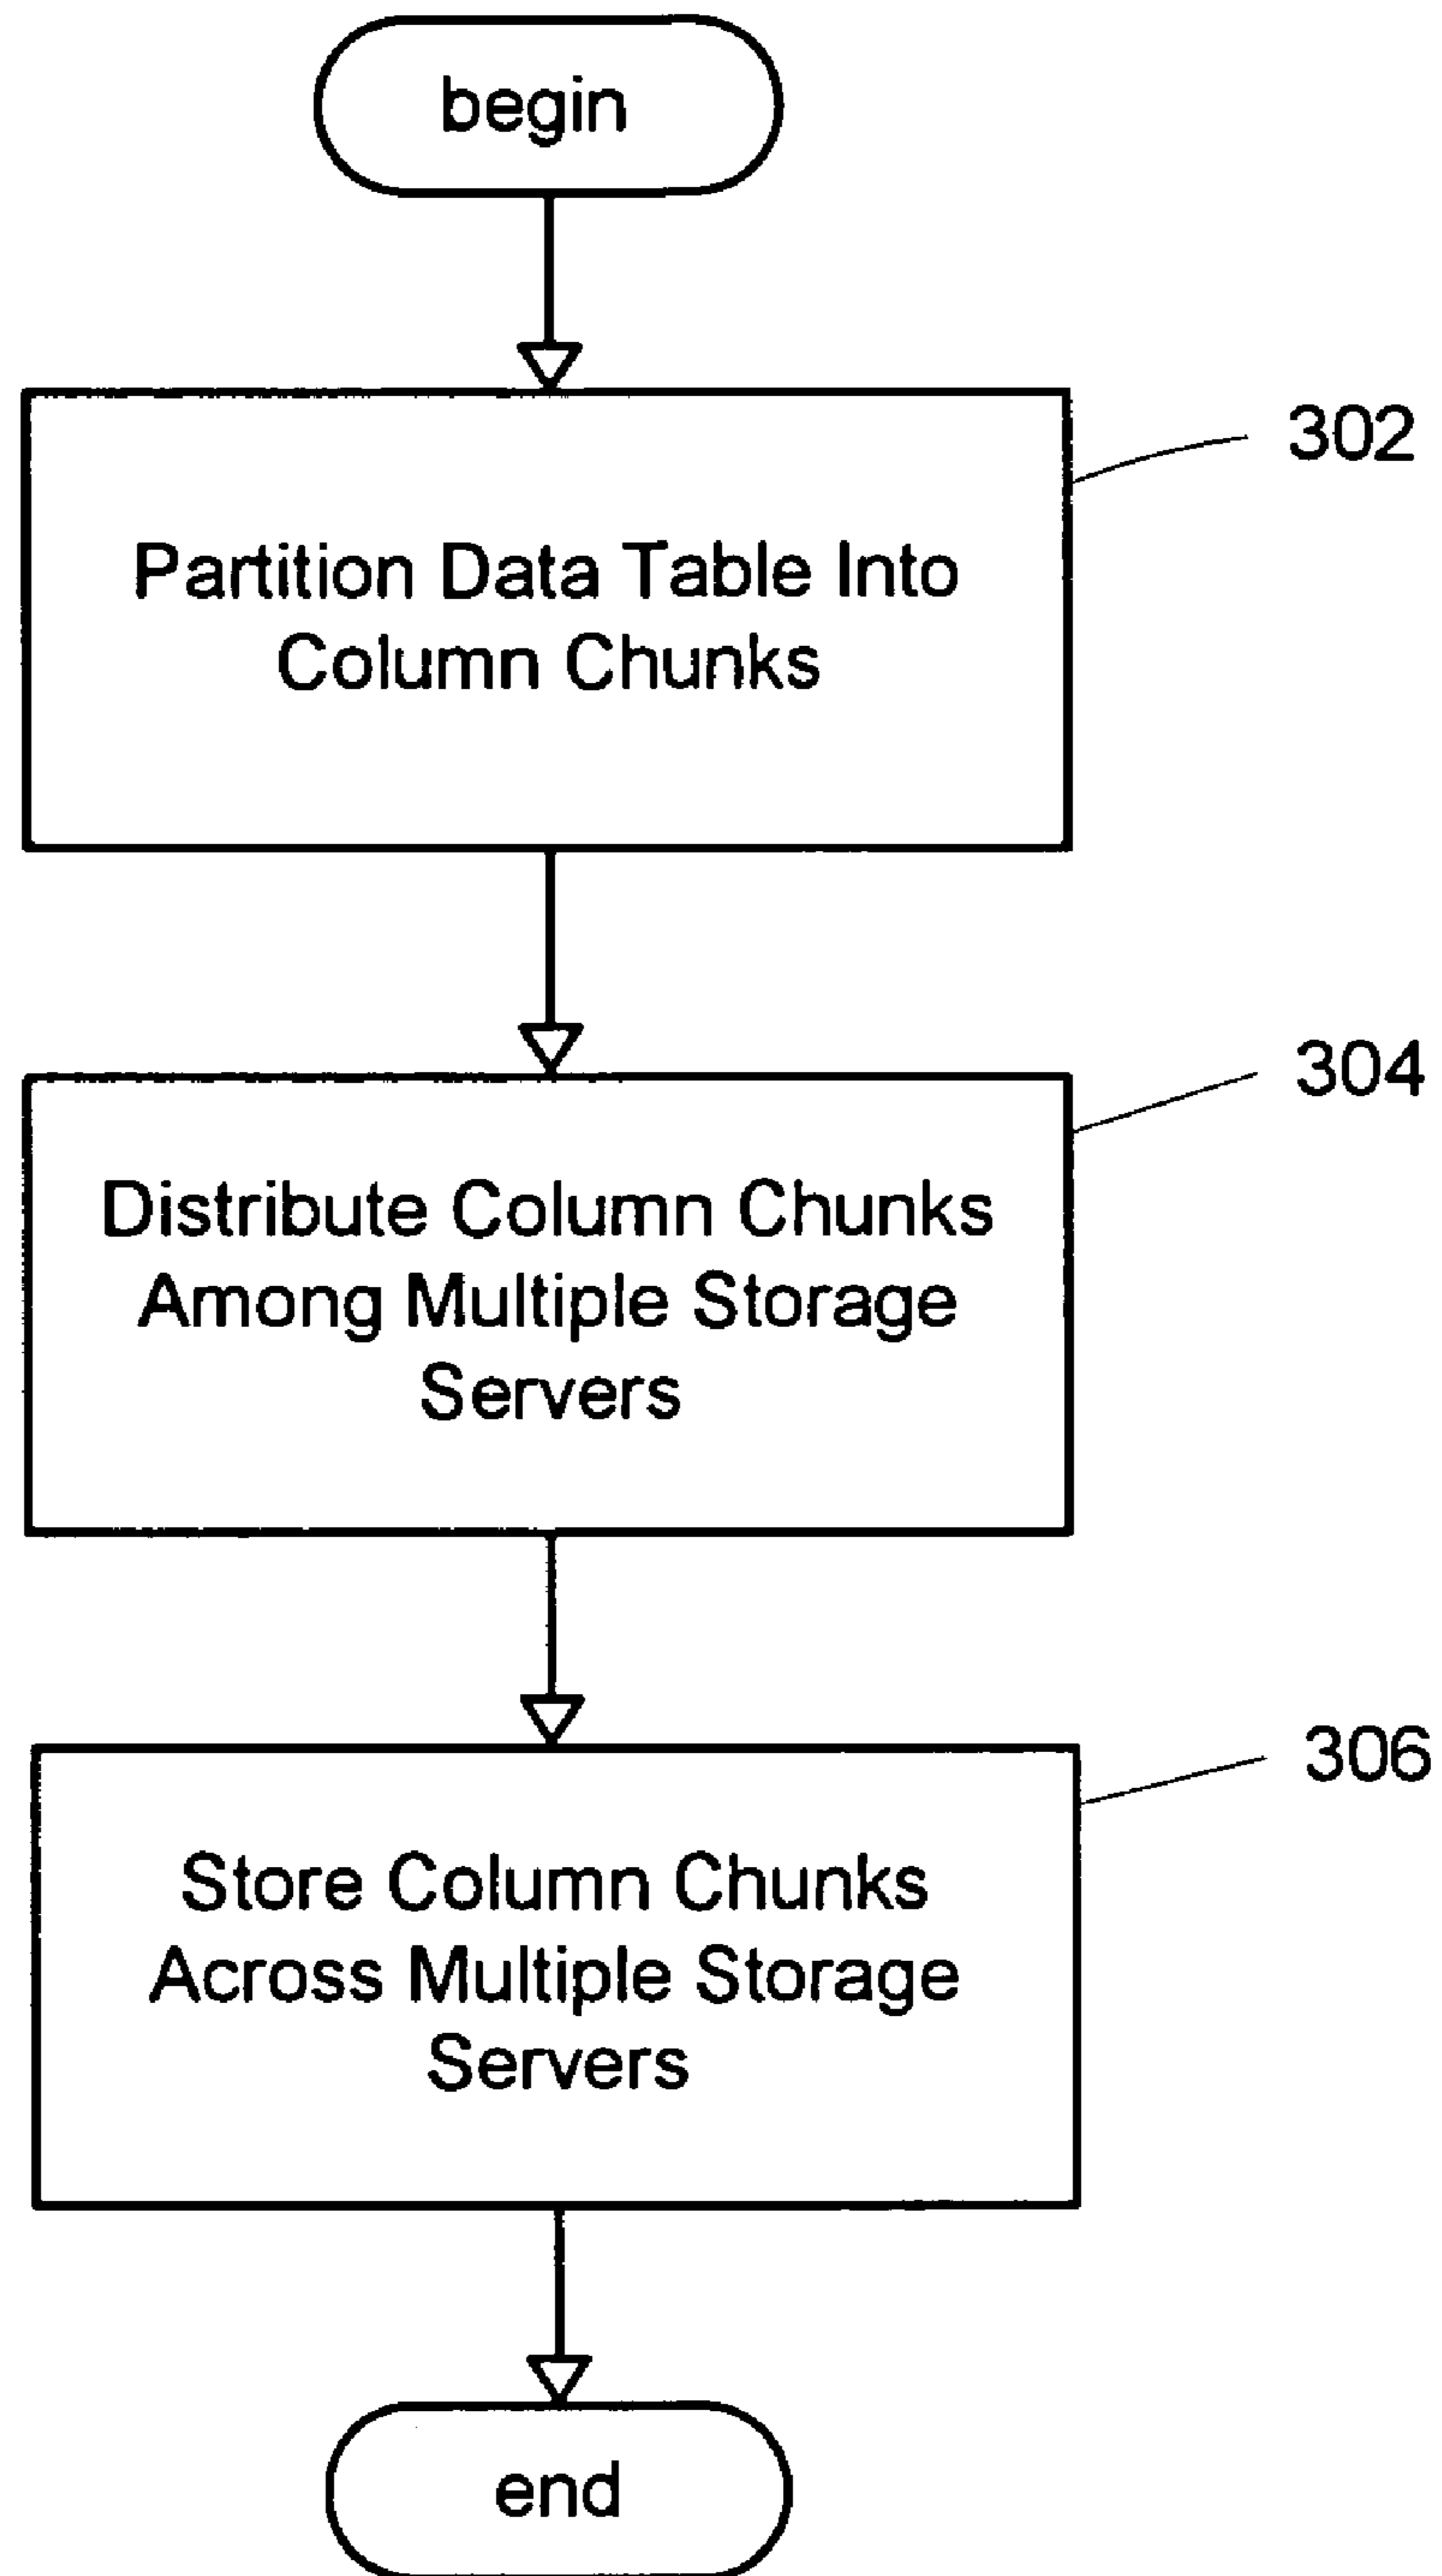 begin
302
Partition Data Table Into
Column Chunks
304
Distribute Column Chunks
Among Multiple Storage
Servers
306
Store Column Chunks
Across Multiple Storage
Servers
end